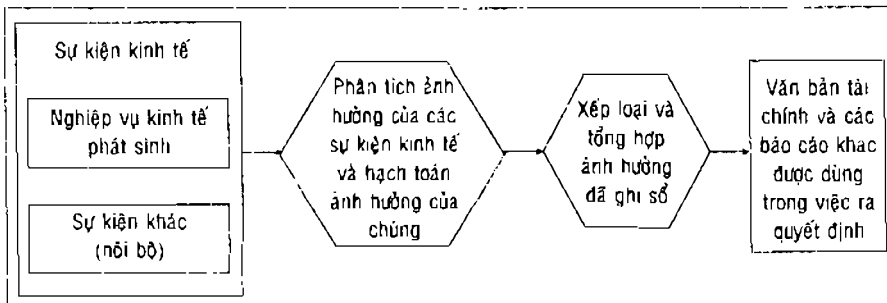 Sự kiện kinh tế
Nghiệp vụ kinh tế
phát sinh
Sự kiện khác
(nội bộ)
Phân tích ảnh
hưởng của các
sự kiện kinh tế
và hạch toán
ảnh hưởng của
chúng
Xếp loại và
tổng hợp
ảnh hưởng
đã ghi sổ
Văn bản tài
chính và các
báo cáo khác
được dùng
trong việc ra
quyết định